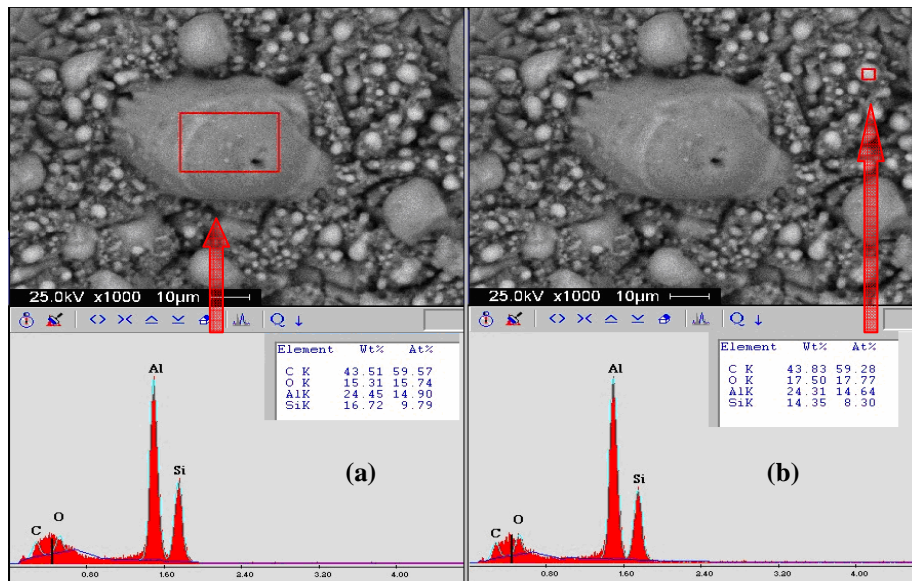 25.0kV x1000 10µm
25.0kV x1000 10µm
Q ↓
Q ↓
Element Wt% At%
C K 43.51 59.57
O K 15.31 15.74
AlK 24.45 14.90
SiK 16.72 9.79
Al
Si
C
O
(a)
0.80 1.60 2.40 3.20 4.00
Element Wt% At%
C K 43.83 59.28
O K 17.50 17.77
AlK 24.31 14.64
SiK 14.35 8.30
Al
Si
C
O
(b)
0.80 1.60 2.40 3.20 4.00